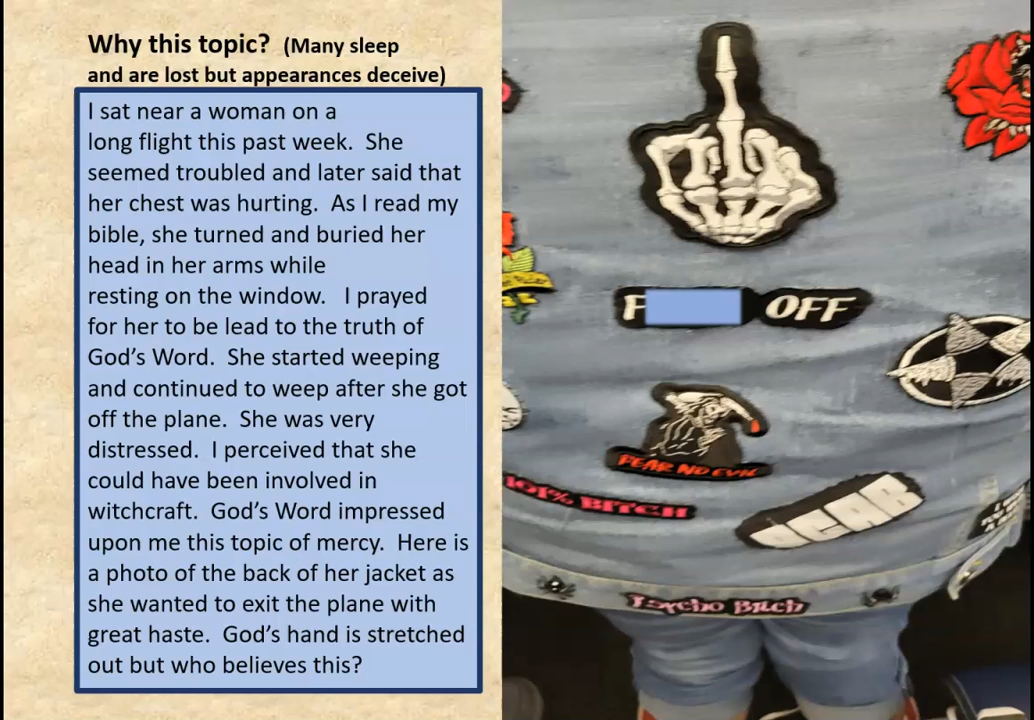 Why this topic? (Many sleep
and are lost but appearances deceive)
I sat near a woman on a
long flight this past week. She
seemed troubled and later said that
her chest was hurting. As I read my
bible, she turned and buried her
head in her arms while
resting on the window. I prayed
for her to be lead to the truth of
God's Word. She started weeping
and continued to weep after she got
off the plane. She was very
distressed. I perceived that she
could have been involved in
witchcraft. God's Word impressed
upon me this topic of mercy. Here is
a photo of the back of her jacket as
she wanted to exit the plane with
great haste. God's hand is stretched
out but who believes this?
F OFF
FEAR NO EVIL
101% BITCH
ACAB
Psycho Bitch